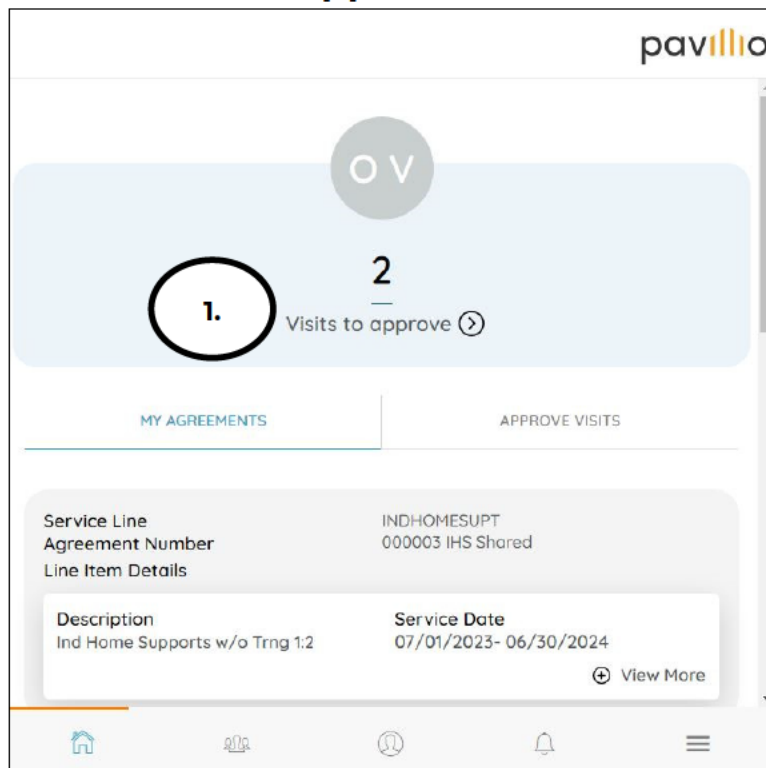 pavillio
O V
2
1.
Visits to approve
MY AGREEMENTS APPROVE VISITS
Service Line INDHOMESUPT
Agreement Number 000003 IHS Shared
Line Item Details
Description Service Date
Ind Home Supports w/o Trng 1:2 07/01/2023- 06/30/2024
View More